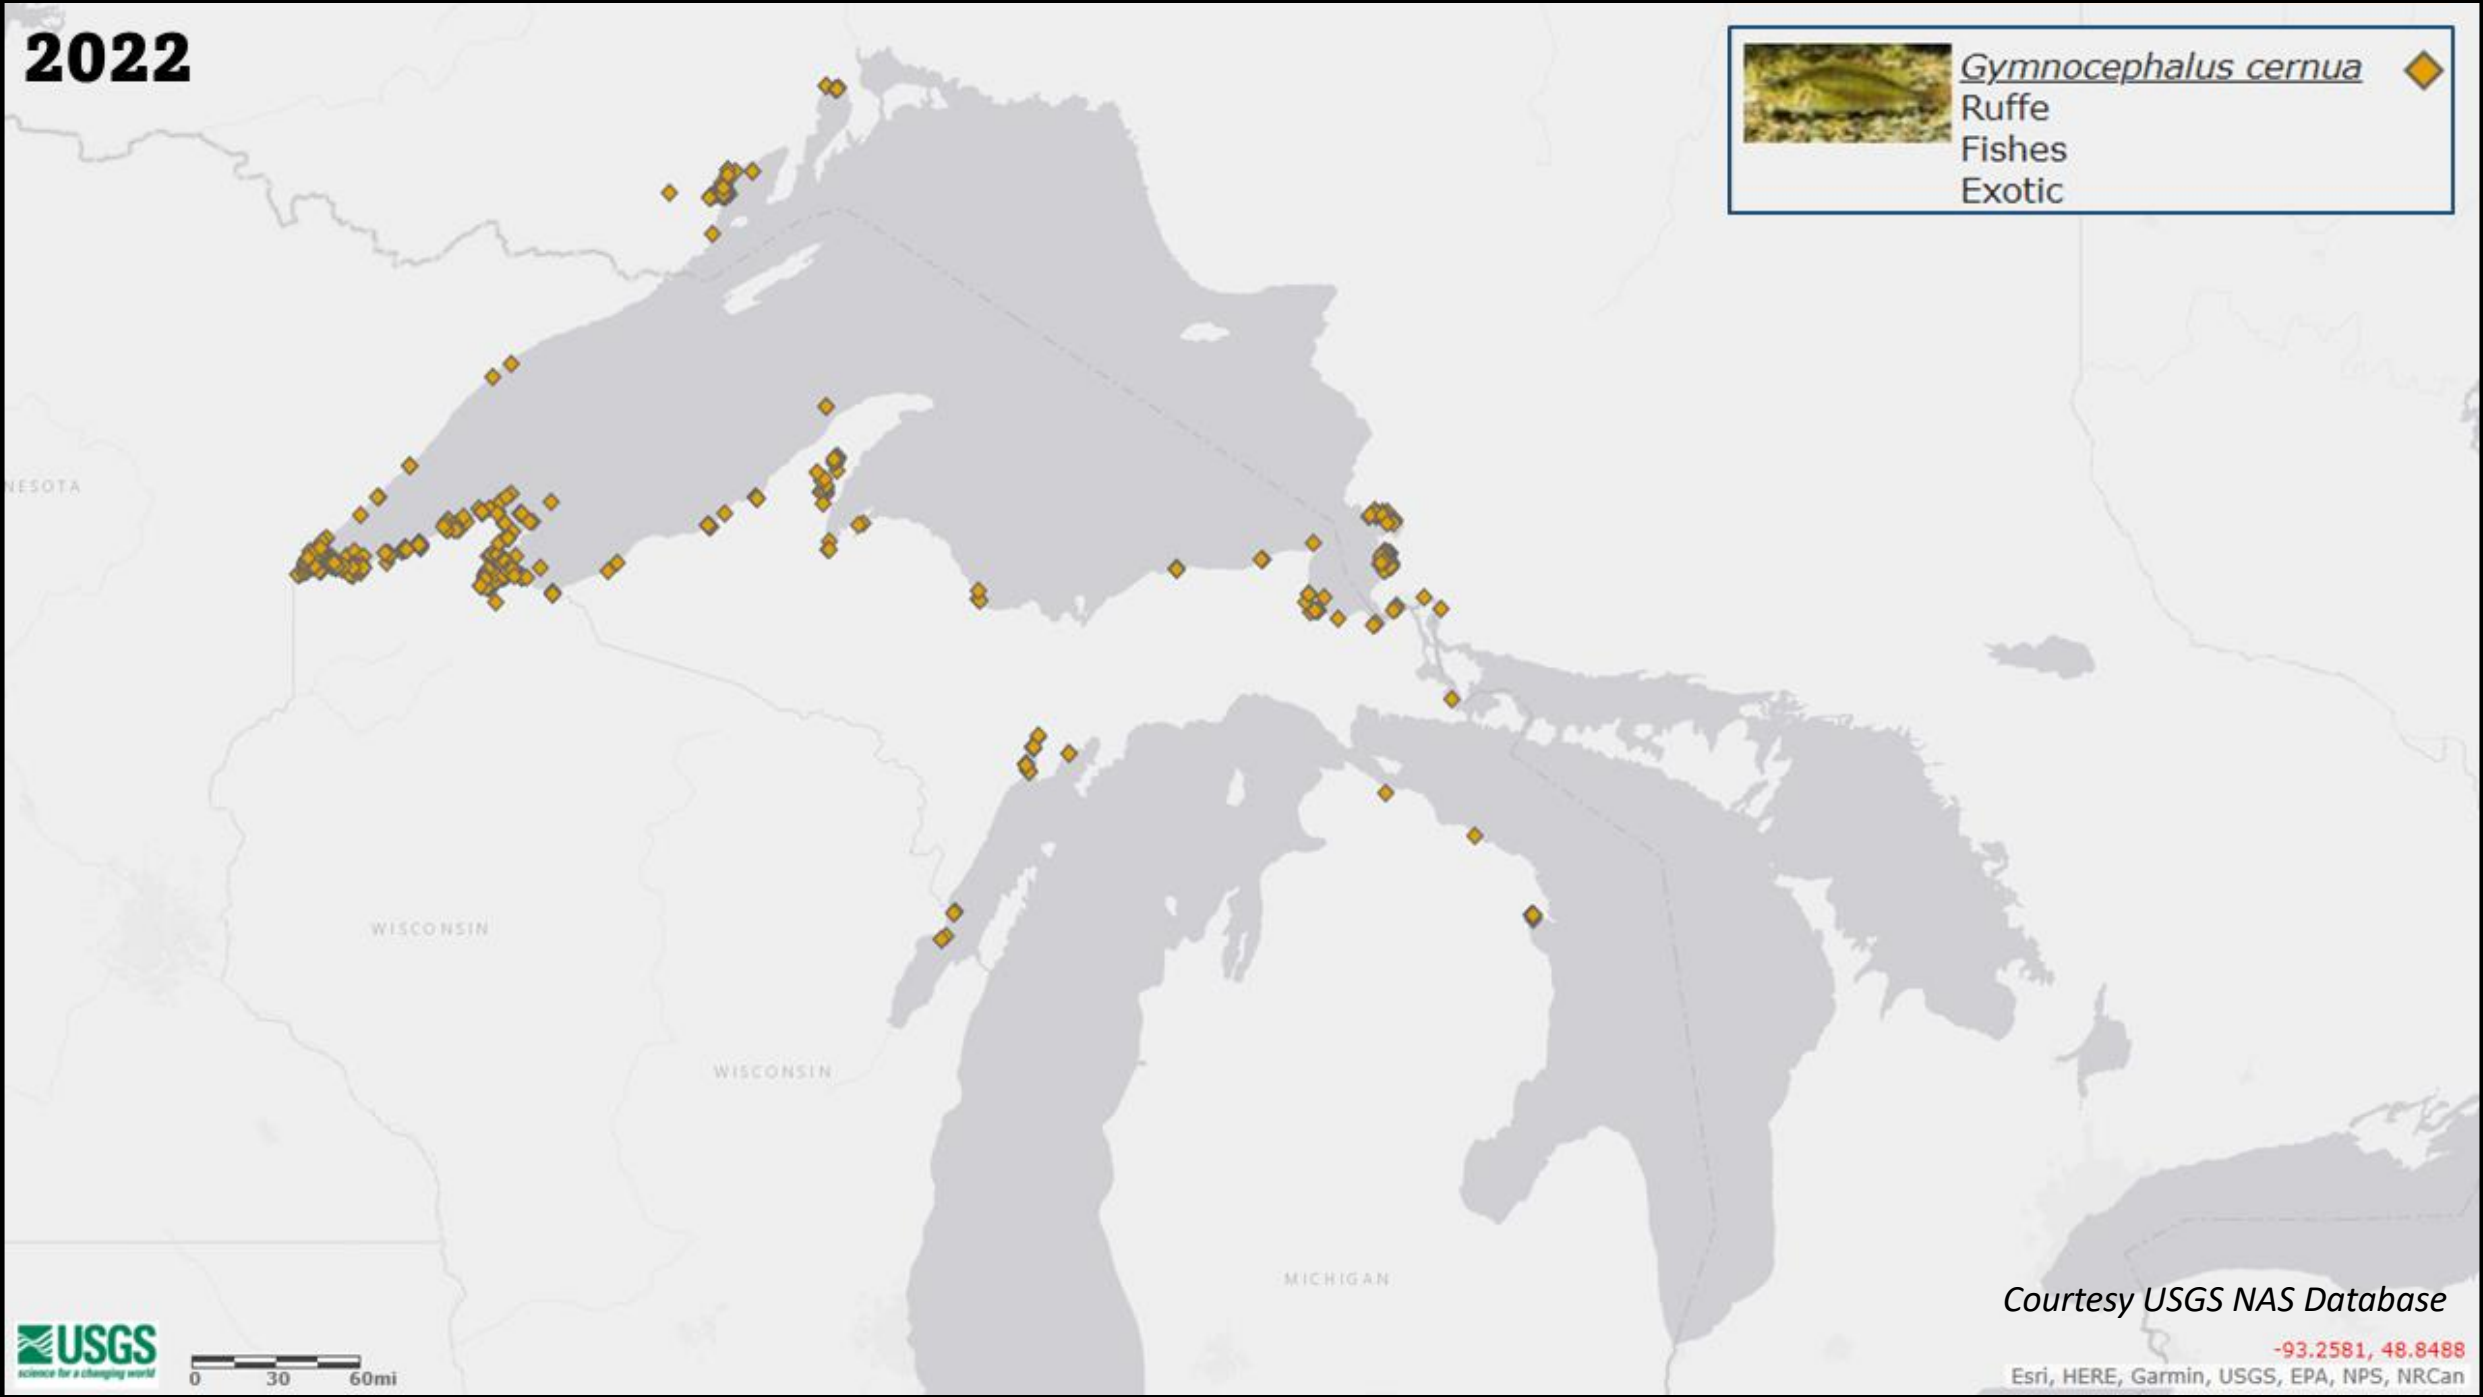 2022
Gymnocephalus cernua
Ruffe
Fishes
Exotic
NESOTA
WISCONSIN
WISCONSIN
MICHIGAN
Courtesy USGS NAS Database
USGS
science for a changing world
0 30 60mi
-93.2581, 48.8488
Esri, HERE, Garmin, USGS, EPA, NPS, NRCan